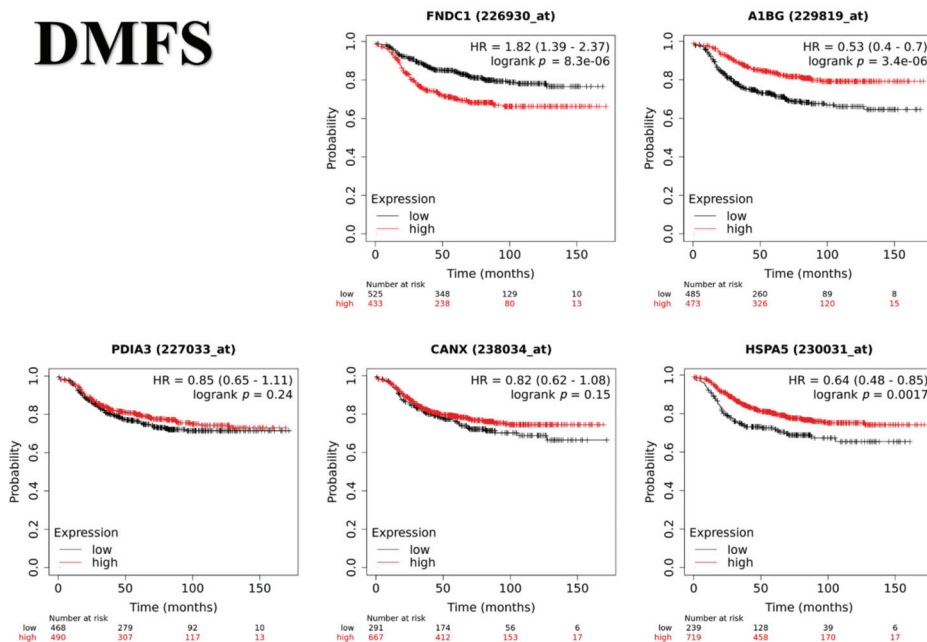 DMFS
FNDC1 (226930_at)
HR = 1.82 (1.39 - 2.37)
logrank p = 8.3e-06
Probability
0.0 0.2 0.4 0.6 0.8 1.0
Expression
low
high
0 50 100 150
Time (months)
Number at risk
low 525 348 129 10
high 433 238 80 13
A1BG (229819_at)
HR = 0.53 (0.4 - 0.7)
logrank p = 3.4e-06
Probability
0.0 0.2 0.4 0.6 0.8 1.0
Expression
low
high
0 50 100 150
Time (months)
Number at risk
low 485 260 89 8
high 473 326 120 15
PDIA3 (227033_at)
HR = 0.85 (0.65 - 1.11)
logrank p = 0.24
Probability
0.0 0.2 0.4 0.6 0.8 1.0
Expression
low
high
0 50 100 150
Time (months)
Number at risk
low 468 279 92 10
high 490 307 117 13
CANX (238034_at)
HR = 0.82 (0.62 - 1.08)
logrank p = 0.15
Probability
0.0 0.2 0.4 0.6 0.8 1.0
Expression
low
high
0 50 100 150
Time (months)
Number at risk
low 291 174 56 6
high 667 412 153 17
HSPA5 (230031_at)
HR = 0.64 (0.48 - 0.85)
logrank p = 0.0017
Probability
0.0 0.2 0.4 0.6 0.8 1.0
Expression
low
high
0 50 100 150
Time (months)
Number at risk
low 239 128 39 6
high 719 458 170 17